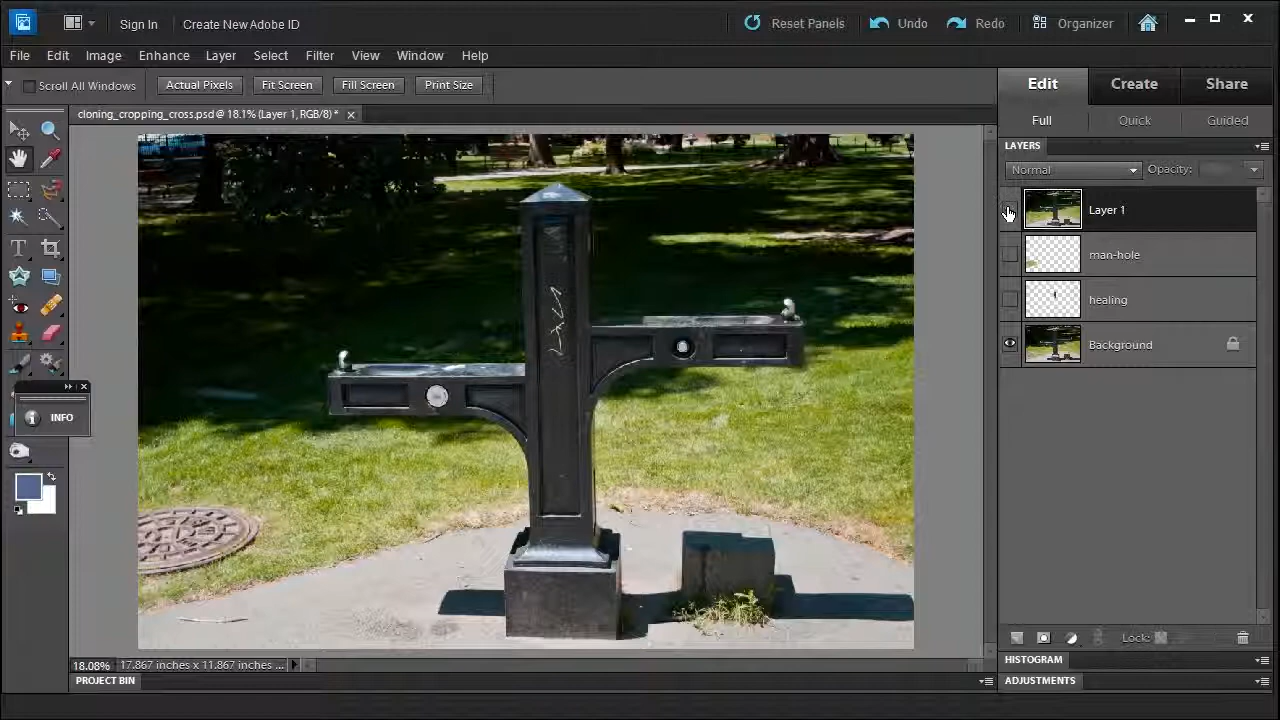 Sign In Create New Adobe ID Reset Panels Undo Redo Organizer
File Edit Image Enhance Layer Select Filter View Window Help
Scroll All Windows Actual Pixels Fit Screen Fill Screen Print Size
Edit Create Share
cloning_cropping_cross.psd @ 18.1% (Layer 1, RGB/8) *
Full Quick Guided
LAYERS
Normal Opacity:
Layer 1
man-hole
healing
Background
INFO
Lock:
18.08% 17.867 inches x 11.867 inches ...
HISTOGRAM
PROJECT BIN
ADJUSTMENTS